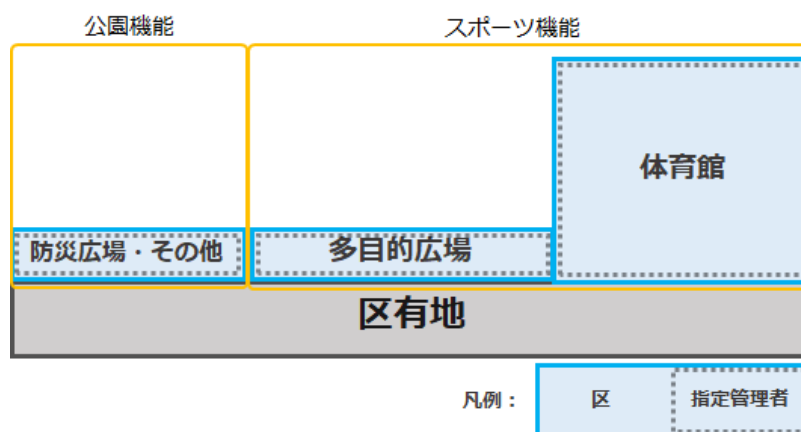 公園機能
スポーツ機能
体育館
防災広場・その他
多目的広場
区有地
凡例：
区
指定管理者